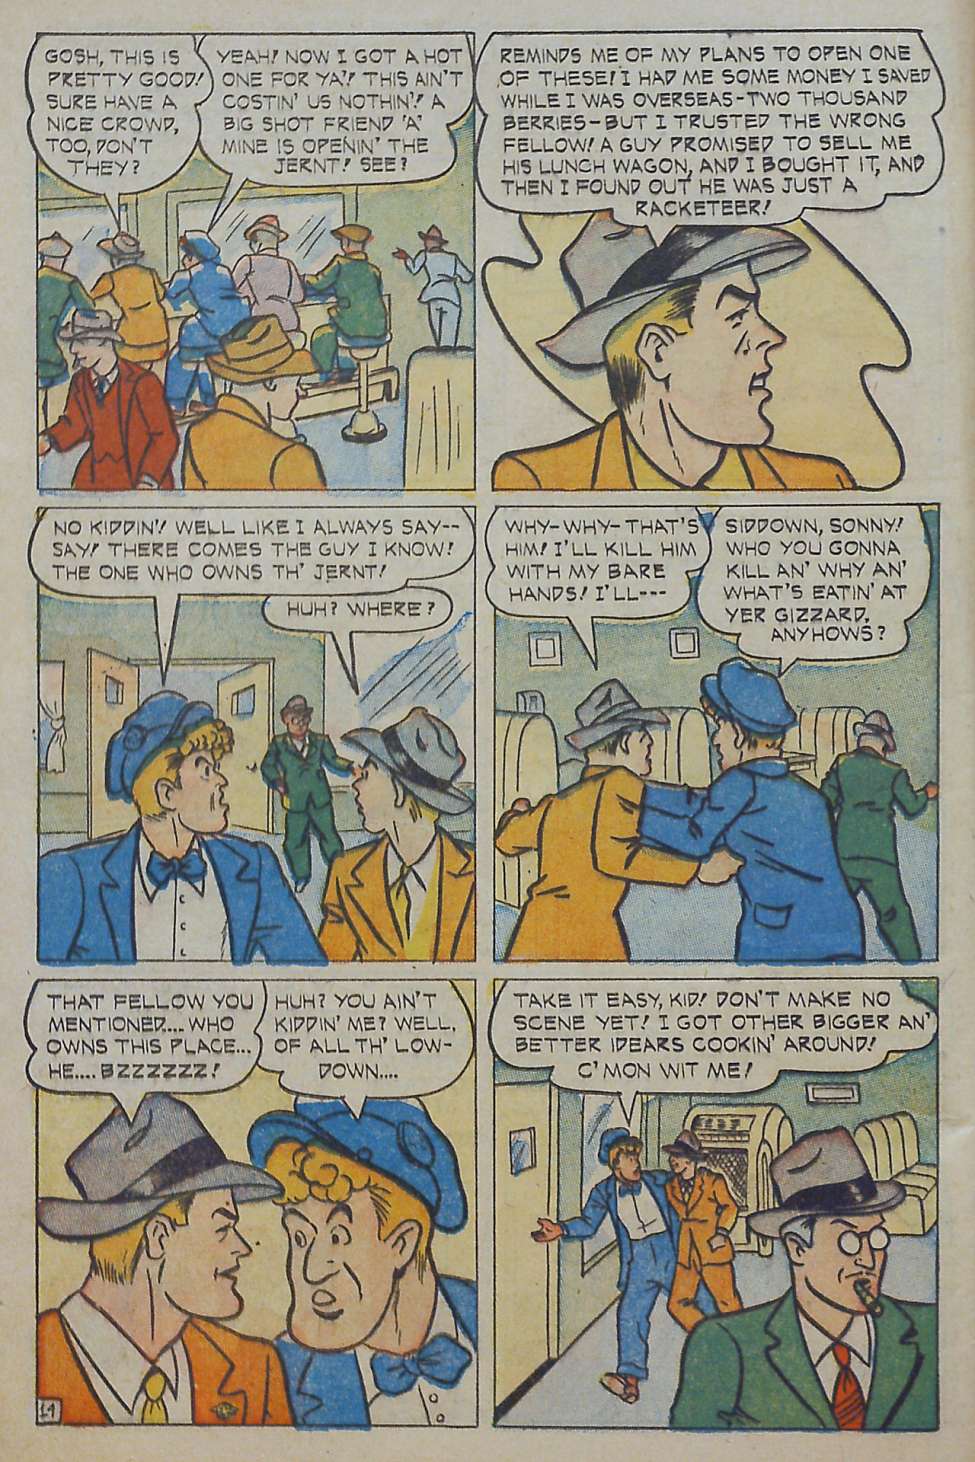 GOSH, THIS IS
PRETTY GOOD!
SURE HAVE A
NICE CROWD,
TOO, DON'T
THEY?
YEAH! NOW I GOT A HOT
ONE FOR YA'! THIS AIN'T
COSTIN' US NOTHIN'! A
BIG SHOT FRIEND 'A'
MINE IS OPENIN' THE
JERNT! SEE?
REMINDS ME OF MY PLANS TO OPEN ONE
OF THESE! I HAD ME SOME MONEY I SAVED
WHILE I WAS OVERSEAS-TWO THOUSAND
BERRIES-BUT I TRUSTED THE WRONG
FELLOW! A GUY PROMISED TO SELL ME
HIS LUNCH WAGON, AND I BOUGHT IT, AND
THEN I FOUND OUT HE WAS JUST A
RACKETEER!
NO KIDDIN'! WELL LIKE I ALWAYS SAY--
SAY! THERE COMES THE GUY I KNOW!
THE ONE WHO OWNS TH' JERNT!
HUH? WHERE?
WHY-WHY-THAT'S
HIM! I'LL KILL HIM
WITH MY BARE
HANDS! I'LL---
SIDDOWN, SONNY!
WHO YOU GONNA
KILL AN' WHY AN'
WHAT'S EATIN' AT
YER GIZZARD,
ANYHOWS?
THAT FELLOW YOU
MENTIONED.... WHO
OWNS THIS PLACE...
HE.... BZZZZZZ!
HUH? YOU AIN'T
KIDDIN' ME? WELL,
OF ALL TH' LOW-
DOWN....
14
TAKE IT EASY, KID! DON'T MAKE NO
SCENE YET! I GOT OTHER BIGGER AN'
BETTER IDEARS COOKIN' AROUND!
C'MON WIT ME!